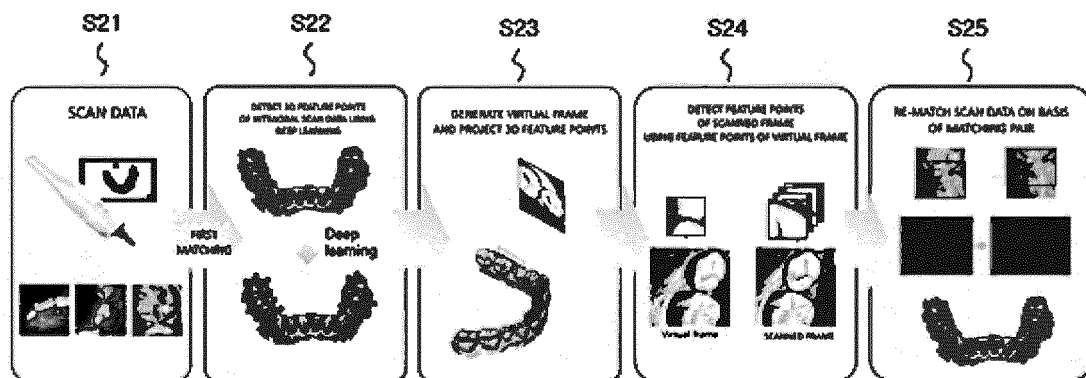 S21
S22
S23
S24
S25
SCAN DATA
FIRST
MATCHING
DETECT 3D FEATURE POINTS
OF INTRAORAL SCAN DATA USING
DEEP LEARNING
Deep
learning
GENERATE VIRTUAL FRAME
AND PROJECT 3D FEATURE POINTS
DETECT FEATURE POINTS
OF SCANNED FRAME
USING FEATURE POINTS OF VIRTUAL FRAME
Virtual frame
SCANNED FRAME
RE-MATCH SCAN DATA ON BASIS
OF MATCHING PAIR